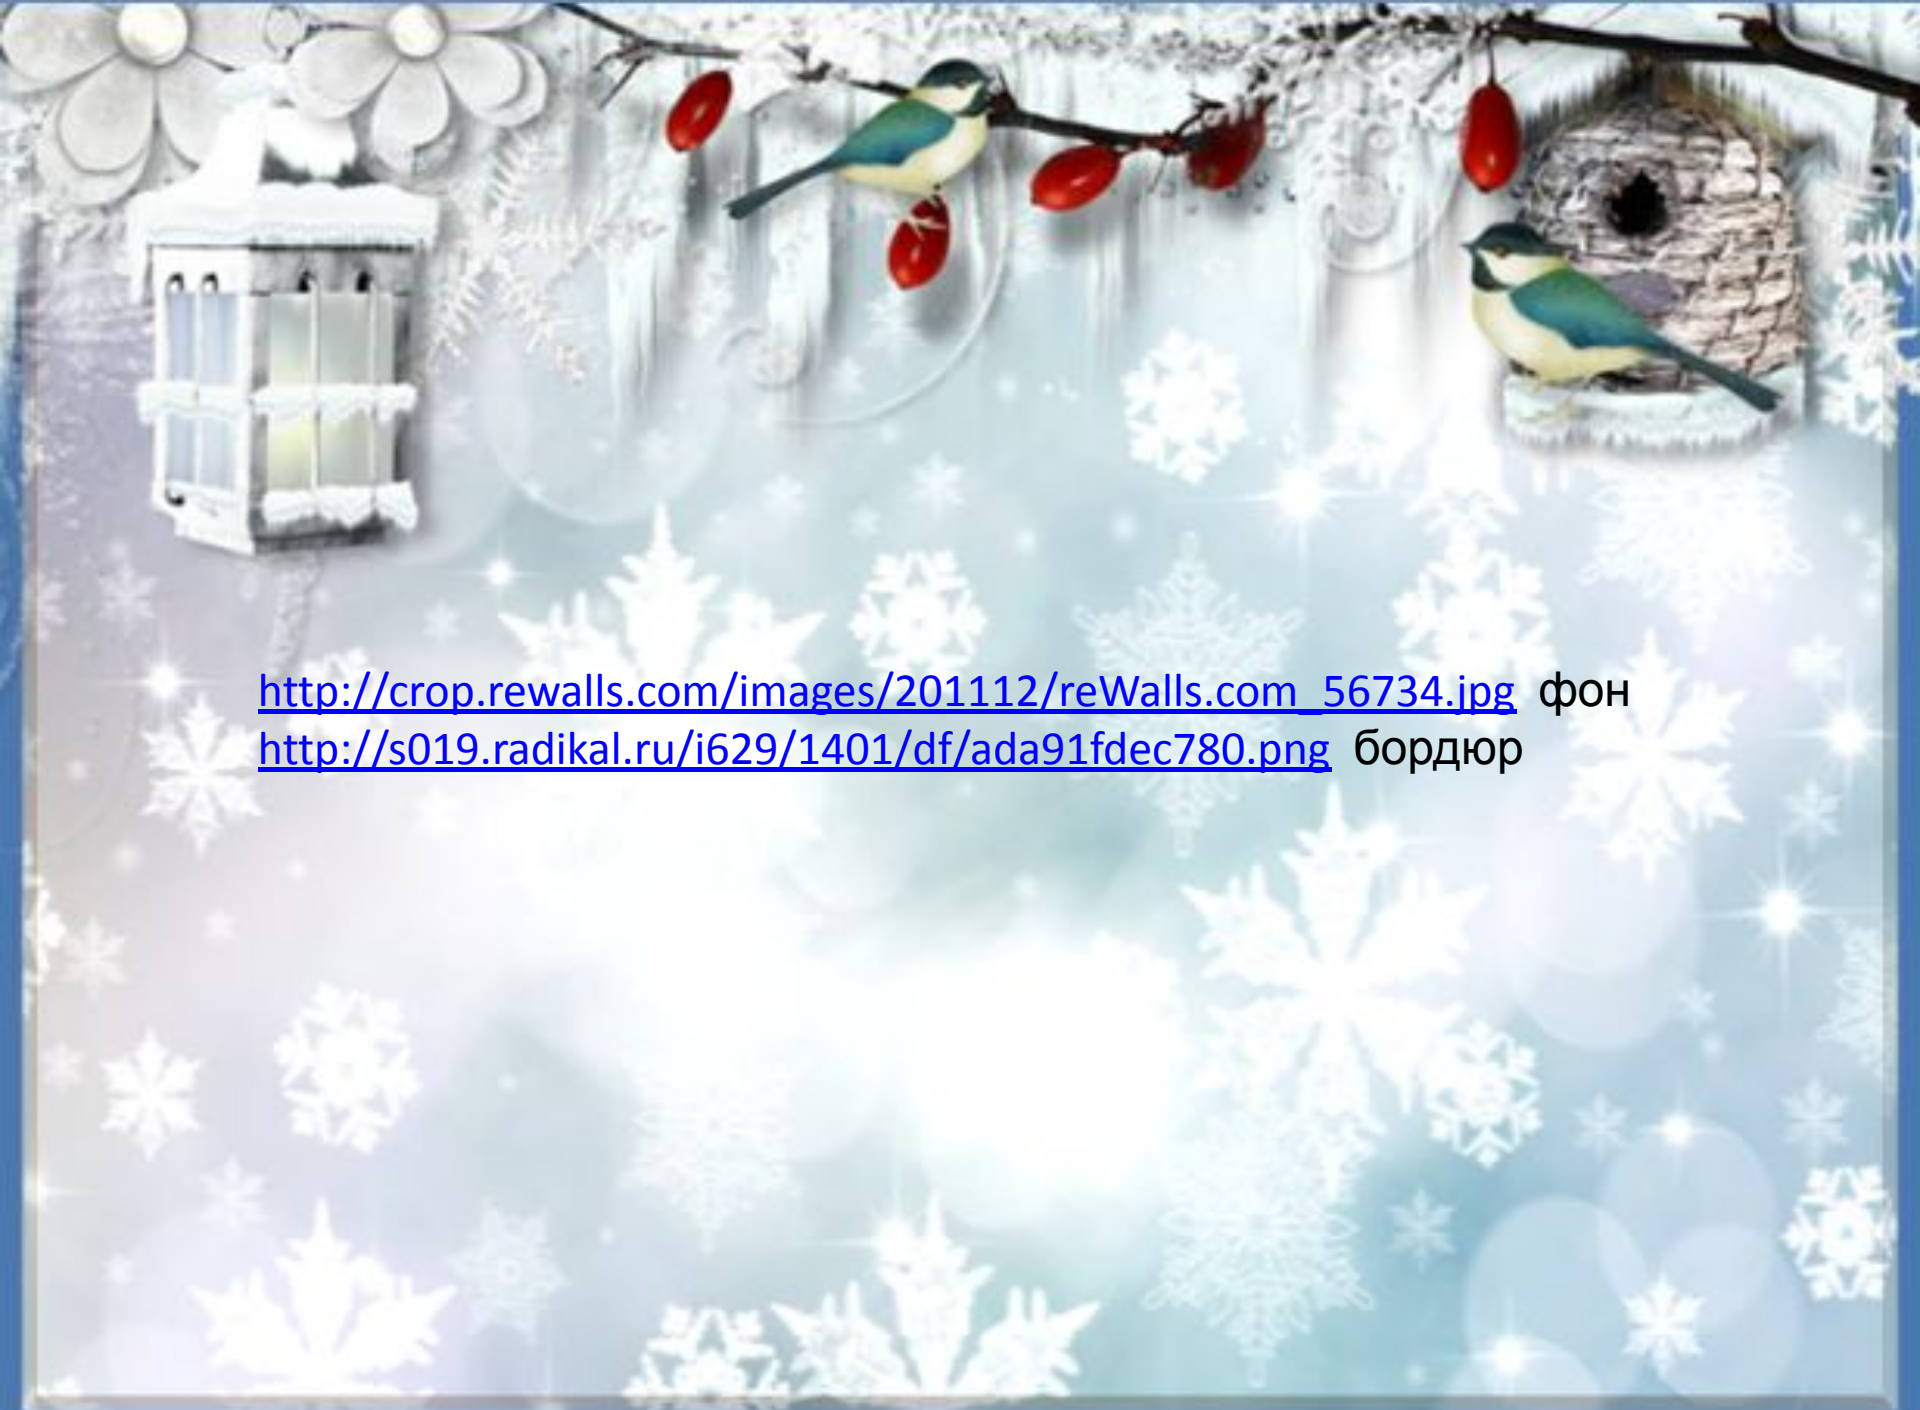 http://crop.rewalls.com/images/201112/reWalls.com_56734.jpg фон
http://s019.radikal.ru/i629/1401/df/ada91fdec780.png бордюр